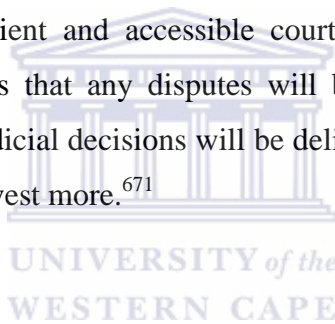 ient and accessible court
s that any disputes will b
dicial decisions will be deli
vest more.671
UNIVERSITY of the
WESTERN CAPE